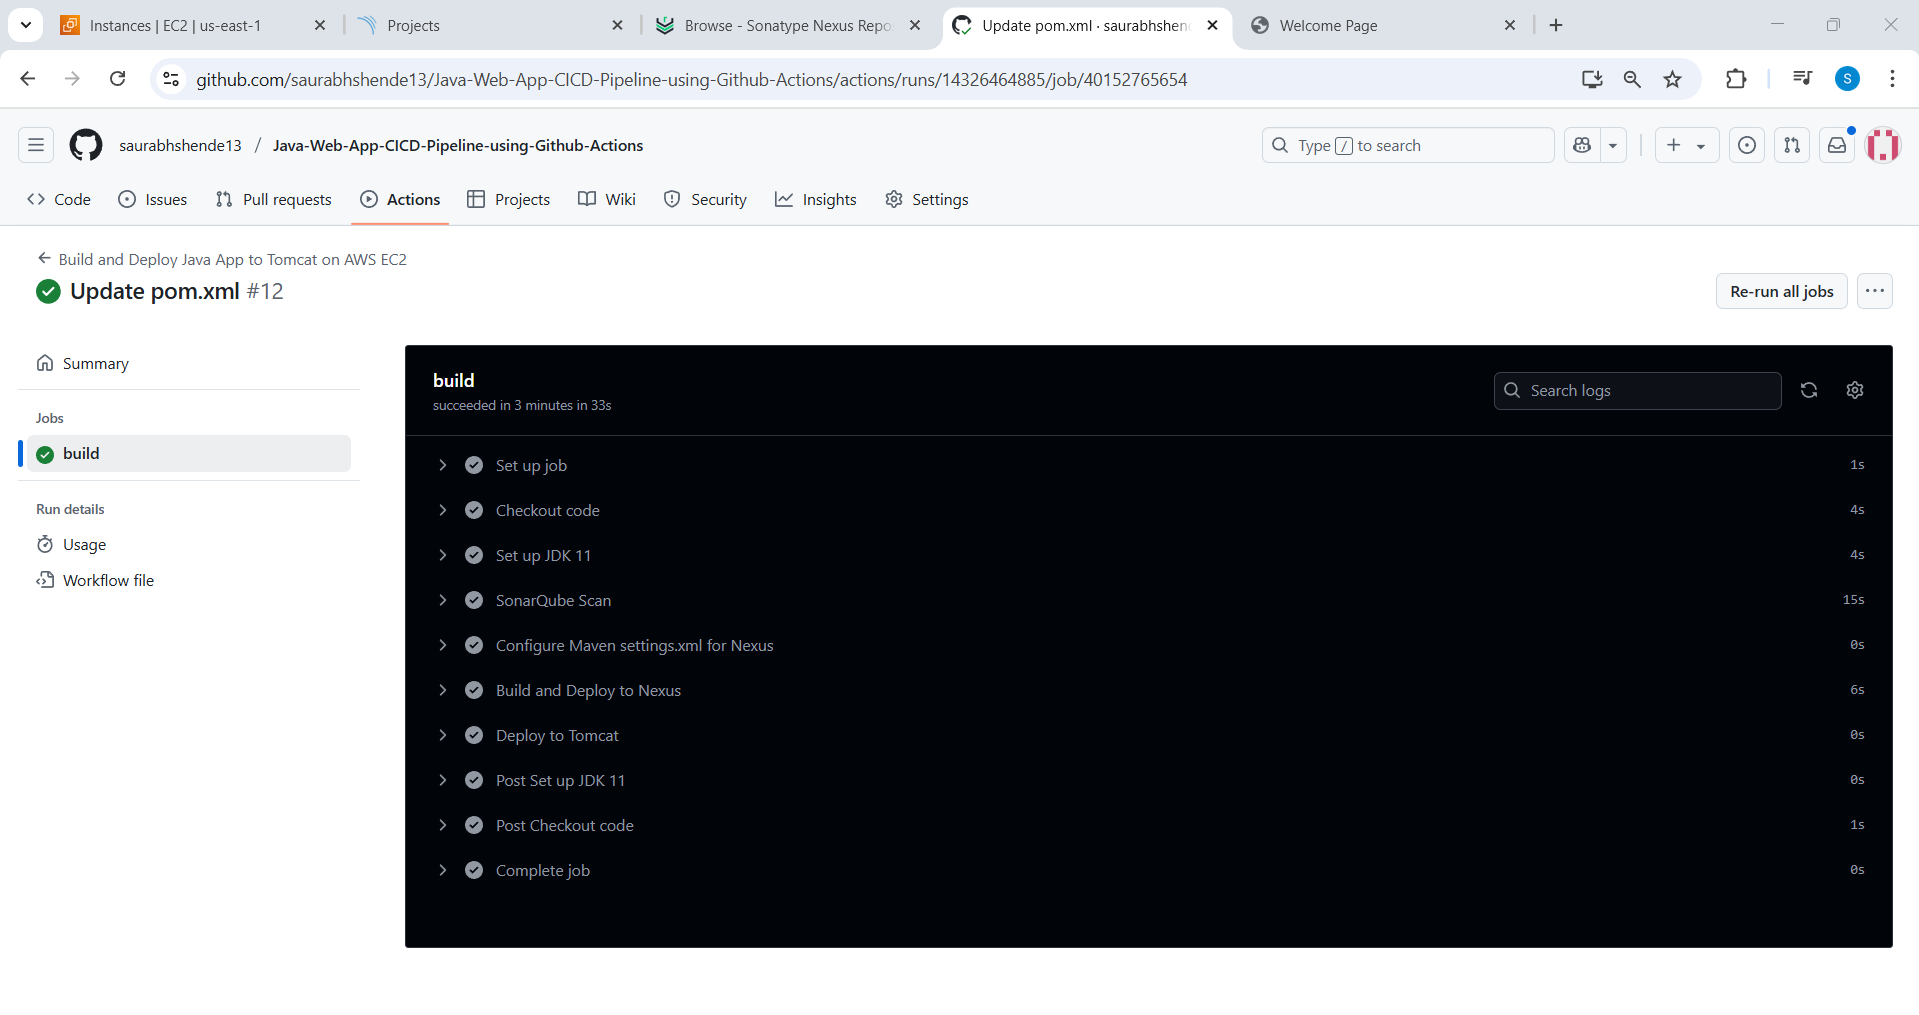 Instances | EC2 | us-east-1
Projects
Browse - Sonatype Nexus Repo
Update pom.xml · saurabhshend
Welcome Page
github.com/saurabhshende13/Java-Web-App-CICD-Pipeline-using-Github-Actions/actions/runs/14326464885/job/40152765654
S
saurabhshende13 / Java-Web-App-CICD-Pipeline-using-Github-Actions
Type / to search
Code
Issues
Pull requests
Actions
Projects
Wiki
Security
Insights
Settings
Build and Deploy Java App to Tomcat on AWS EC2
Update pom.xml #12
Re-run all jobs
Summary
Jobs
build
Run details
Usage
Workflow file
build
succeeded in 3 minutes in 33s
Search logs
Set up job 1s
Checkout code 4s
Set up JDK 11 4s
SonarQube Scan 15s
Configure Maven settings.xml for Nexus 0s
Build and Deploy to Nexus 6s
Deploy to Tomcat 0s
Post Set up JDK 11 0s
Post Checkout code 1s
Complete job 0s